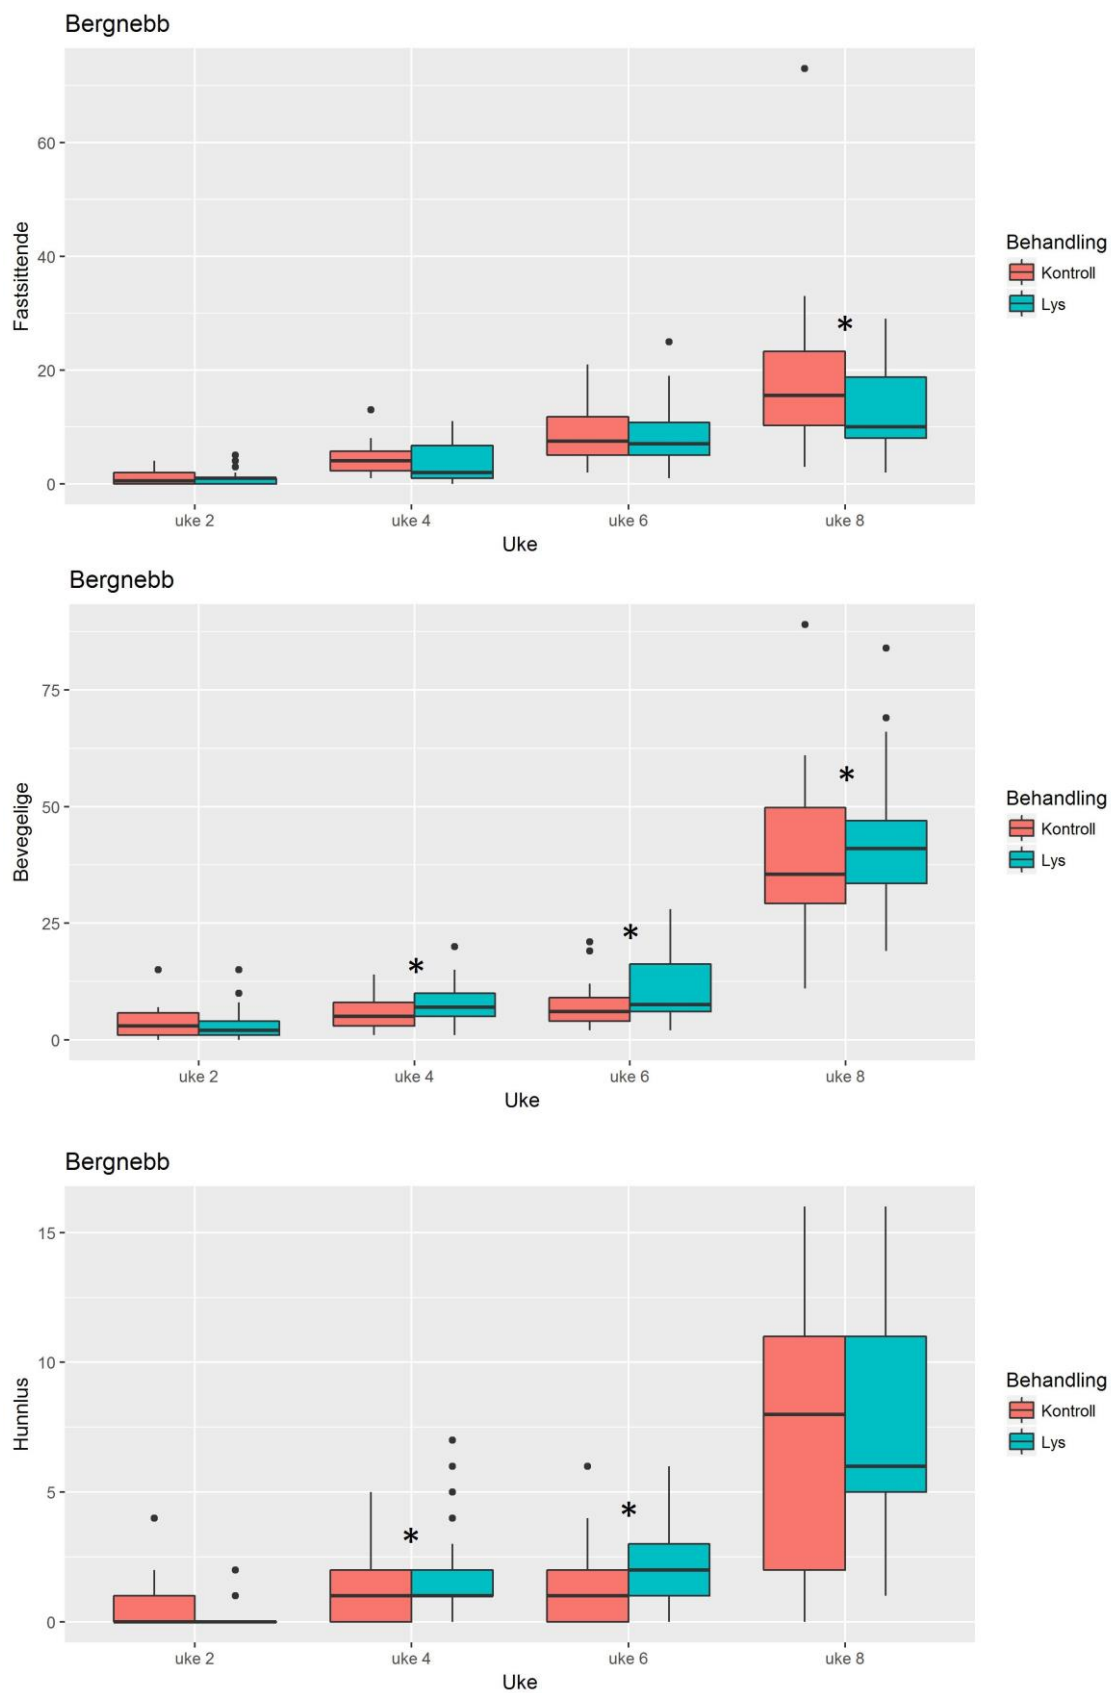 Bergnebb
60
40
20
0
Fastsittende
uke 2 uke 4 uke 6 uke 8
Uke
Behandling
Kontroll
Lys
*
Bergnebb
75
50
25
0
Bevegelige
uke 2 uke 4 uke 6 uke 8
Uke
Behandling
Kontroll
Lys
* * *
Bergnebb
15
10
5
0
Hunnlus
uke 2 uke 4 uke 6 uke 8
Uke
Behandling
Kontroll
Lys
* *